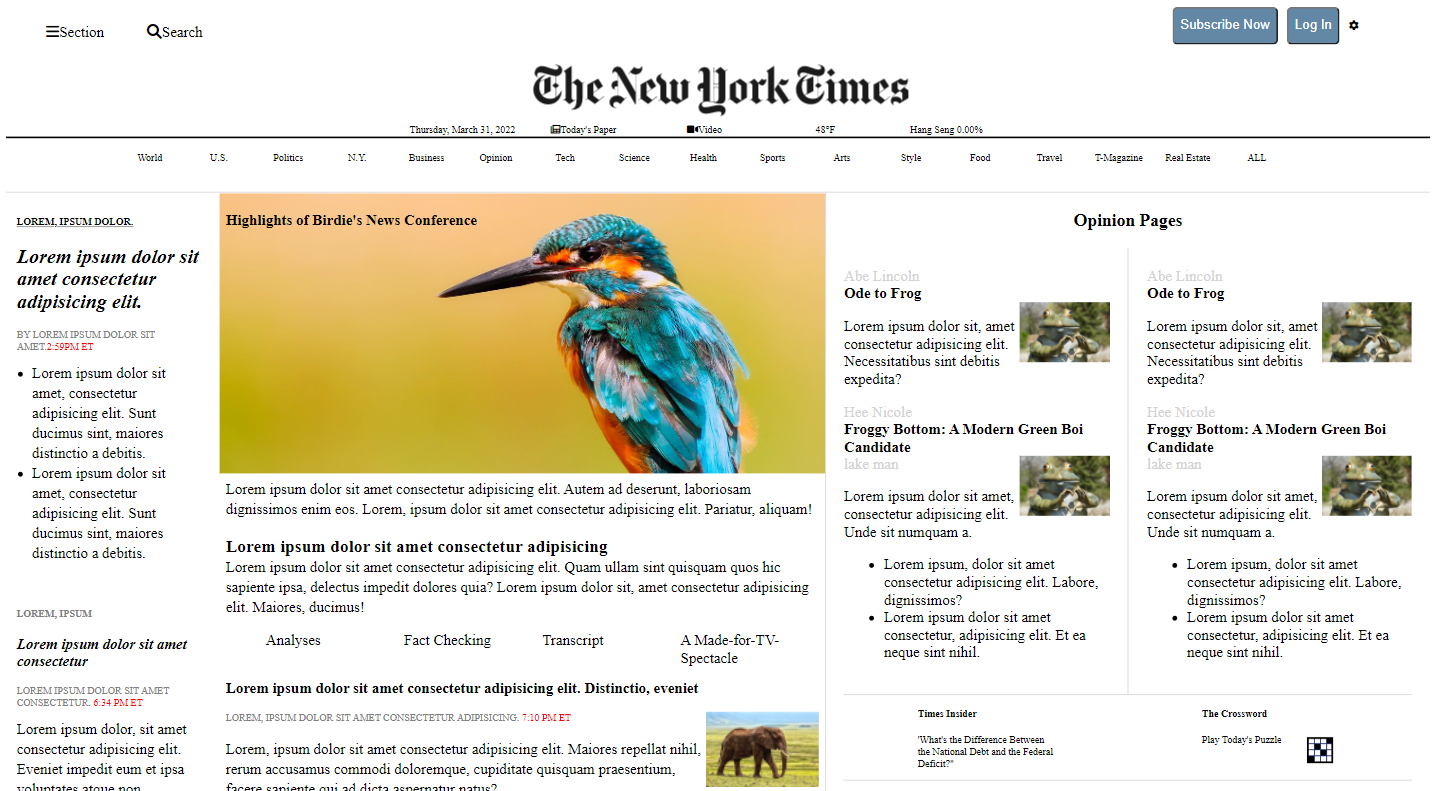 Section Search Subscribe Now Log In
The New York Times
Thursday, March 31, 2022 Today's Paper Video 48°F Hang Seng 0.00%
World U.S. Politics N.Y. Business Opinion Tech Science Health Sports Arts Style Food Travel T-Magazine Real Estate ALL
LOREM, IPSUM DOLOR.
Lorem ipsum dolor sit
amet consectetur
adipisicing elit.
BY LOREM IPSUM DOLOR SIT
AMET.2:59PM ET
Lorem ipsum dolor sit
amet, consectetur
adipisicing elit. Sunt
ducimus sint, maiores
distinctio a debitis.
Lorem ipsum dolor sit
amet, consectetur
adipisicing elit. Sunt
ducimus sint, maiores
distinctio a debitis.
LOREM, IPSUM
Lorem ipsum dolor sit amet
consectetur
LOREM IPSUM DOLOR SIT AMET
CONSECTETUR. 6:34 PM ET
Lorem ipsum dolor, sit amet
consectetur adipisicing elit.
Eveniet impedit eum et ipsa
voluptates atque non
Highlights of Birdie's News Conference
Lorem ipsum dolor sit amet consectetur adipisicing elit. Autem ad deserunt, laboriosam
dignissimos enim eos. Lorem, ipsum dolor sit amet consectetur adipisicing elit. Pariatur, aliquam!
Lorem ipsum dolor sit amet consectetur adipisicing
Lorem ipsum dolor sit amet consectetur adipisicing elit. Quam ullam sint quisquam quos hic
sapiente ipsa, delectus impedit dolores quia? Lorem ipsum dolor sit, amet consectetur adipisicing
elit. Maiores, ducimus!
Analyses Fact Checking Transcript A Made-for-TV-
Spectacle
Lorem ipsum dolor sit amet consectetur adipisicing elit. Distinctio, eveniet
LOREM, IPSUM DOLOR SIT AMET CONSECTETUR ADIPISICING. 7:10 PM ET
Lorem, ipsum dolor sit amet consectetur adipisicing elit. Maiores repellat nihil,
rerum accusamus commodi doloremque, cupiditate quisquam praesentium,
facere sapiente qui ad dicta aspernatur natus?
Opinion Pages
Abe Lincoln
Ode to Frog
Lorem ipsum dolor sit, amet
consectetur adipisicing elit.
Necessitatibus sint debitis
expedita?
Hee Nicole
Froggy Bottom: A Modern Green Boi
Candidate
lake man
Lorem ipsum dolor sit amet,
consectetur adipisicing elit.
Unde sit numquam a.
Lorem ipsum, dolor sit amet
consectetur adipisicing elit. Labore,
dignissimos?
Lorem ipsum dolor sit amet
consectetur, adipisicing elit. Et ea
neque sint nihil.
Abe Lincoln
Ode to Frog
Lorem ipsum dolor sit, amet
consectetur adipisicing elit.
Necessitatibus sint debitis
expedita?
Hee Nicole
Froggy Bottom: A Modern Green Boi
Candidate
lake man
Lorem ipsum dolor sit amet,
consectetur adipisicing elit.
Unde sit numquam a.
Lorem ipsum, dolor sit amet
consectetur adipisicing elit. Labore,
dignissimos?
Lorem ipsum dolor sit amet
consectetur, adipisicing elit. Et ea
neque sint nihil.
Times Insider
'What's the Difference Between
the National Debt and the Federal
Deficit?"
The Crossword
Play Today's Puzzle